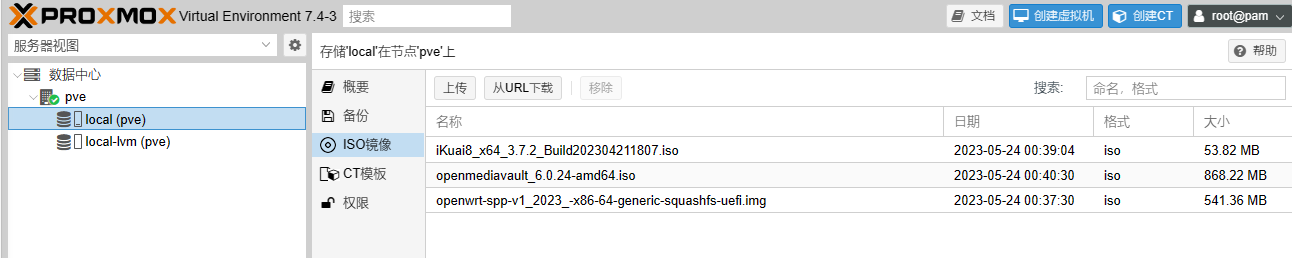 PROXMOX Virtual Environment 7.4-3 搜索 文档 创建虚拟机 创建CT root@pam
服务器视图
存储'local'在节点'pve'上 帮助
数据中心
pve
local (pve)
local-lvm (pve)
概要
备份
ISO镜像
CT模板
权限
上传 从URL下载 移除 搜索: 命名，格式
名称 日期 格式 大小
iKuai8_x64_3.7.2_Build202304211807.iso 2023-05-24 00:39:04 iso 53.82 MB
openmediavault_6.0.24-amd64.iso 2023-05-24 00:40:30 iso 868.22 MB
openwrt-spp-v1_2023_-x86-64-generic-squashfs-uefi.img 2023-05-24 00:37:30 iso 541.36 MB